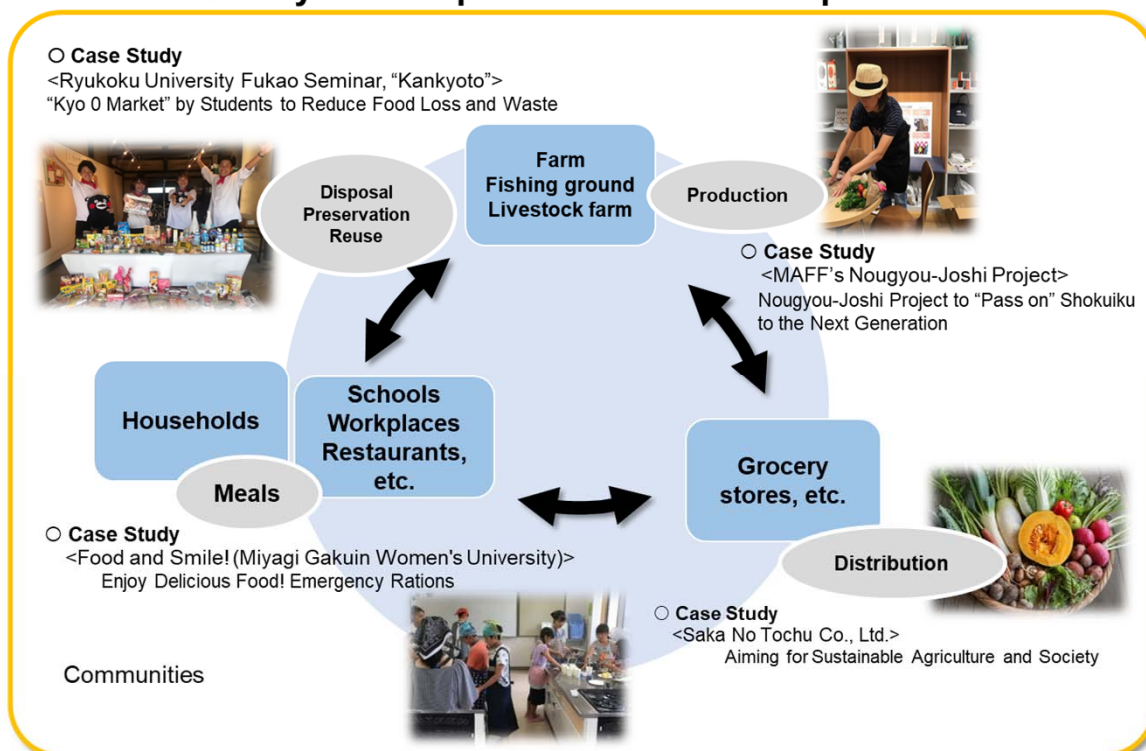 ○ Case Study
<Ryukoku University Fukao Seminar, “Kankyoto”>
“Kyo 0 Market” by Students to Reduce Food Loss and Waste
Disposal
Preservation
Reuse
Farm
Fishing ground
Livestock farm
Production
○ Case Study
<MAFF’s Nougyou-Joshi Project>
Nougyou-Joshi Project to “Pass on” Shokuiku
to the Next Generation
Households
Schools
Workplaces
Restaurants,
etc.
Meals
Grocery
stores, etc.
Distribution
○ Case Study
<Food and Smile! (Miyagi Gakuin Women's University)>
Enjoy Delicious Food! Emergency Rations
○ Case Study
<Saka No Tochu Co., Ltd.>
Aiming for Sustainable Agriculture and Society
Communities